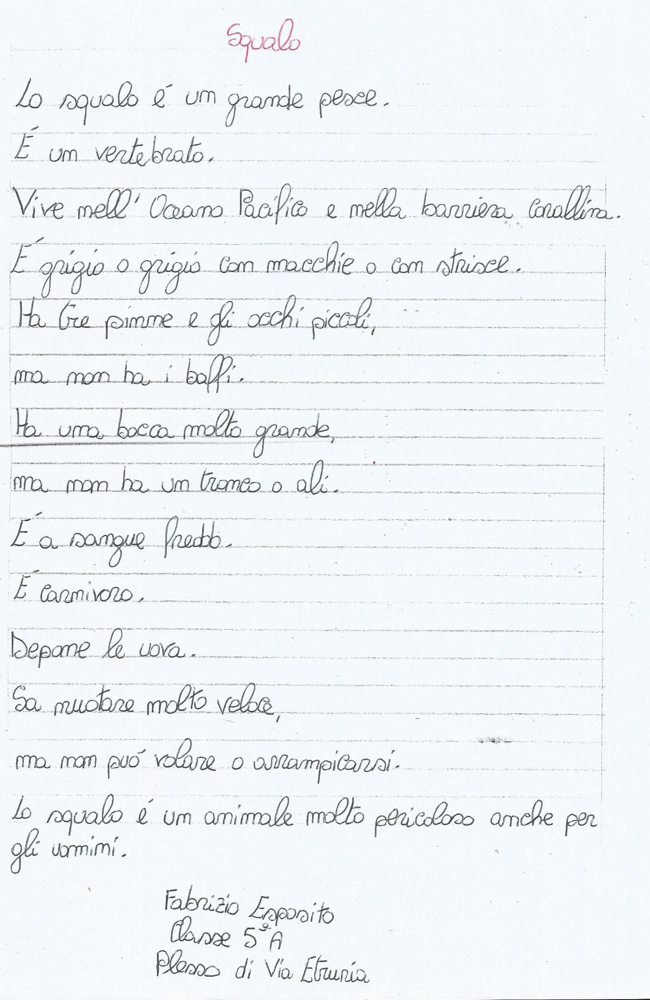 Squalo
Lo squalo é un grande pesce.
É un vertebrato.
Vive nell' Oceano Pacifico e nella barriera corallina.
É grigio o grigio con macchie o con strisce.
Ha tre pinne e gli occhi piccoli,
ma non ha i baffi.
Ha una bocca molto grande,
ma non ha un tronco o ali.
É a sangue freddo.
É carnivoro.
Depone le uova.
Sa nuotare molto veloce,
ma non puó volare o arrampicarsi.
Lo squalo é un animale molto pericoloso anche per
gli uomini.
Fabrizio Esposito
Classe 5ª A
Plesso di Via Etruria